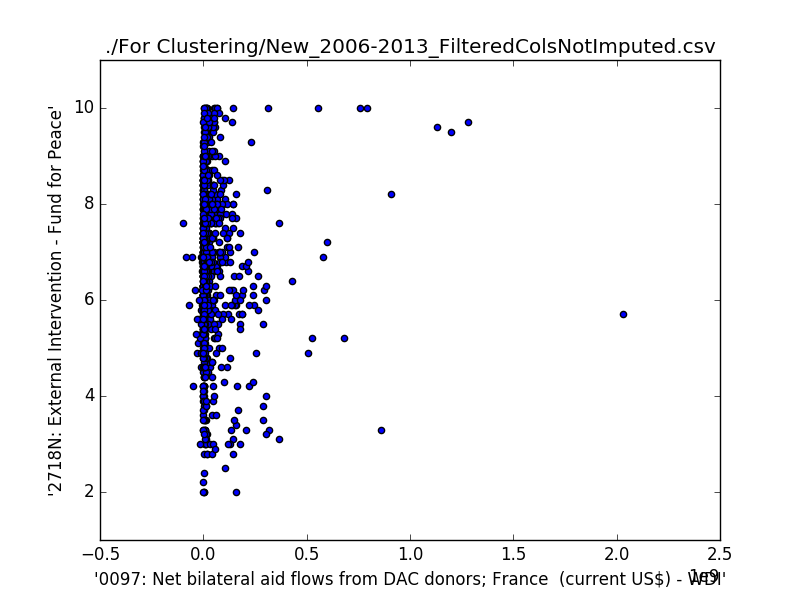 ./For Clustering/New_2006-2013_FilteredColsNotImputed.csv
'2718N: External Intervention - Fund for Peace'
10
8
6
4
2
−0.5 0.0 0.5 1.0 1.5 2.0 2.5
1e9
'0097: Net bilateral aid flows from DAC donors; France (current US$) - WDI'